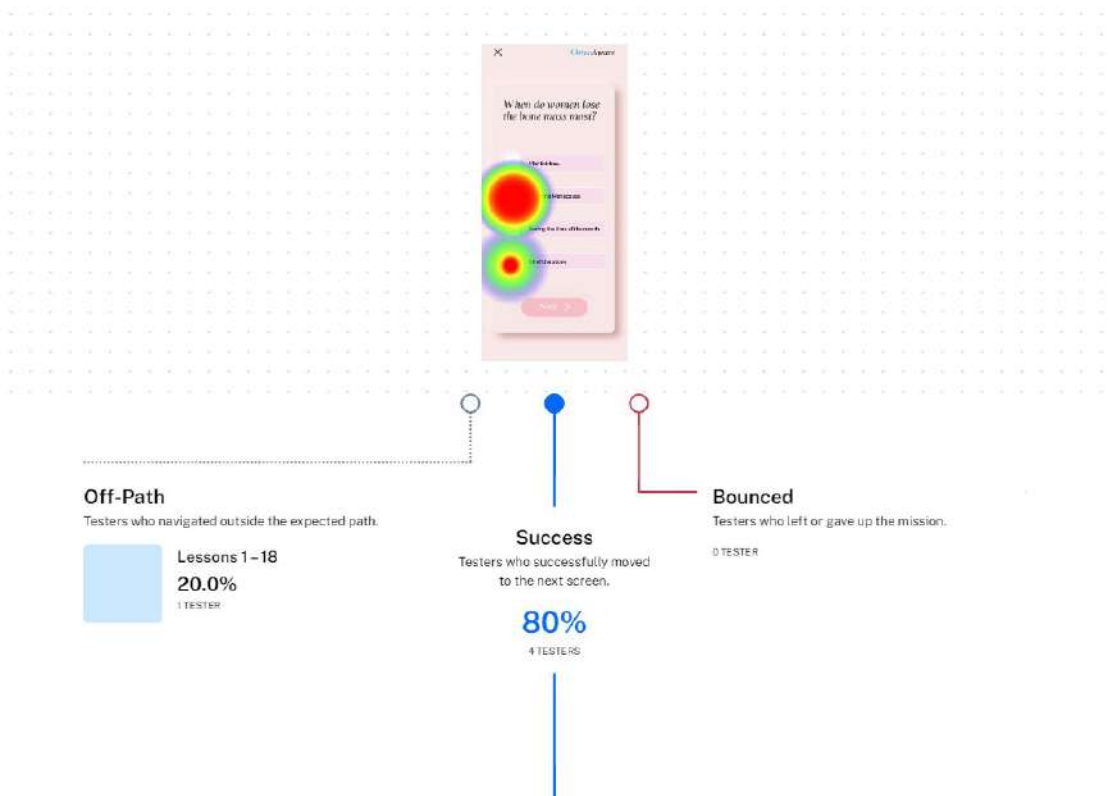 When do women lose
the bone mass most?
Off-Path
Testers who navigated outside the expected path.
Lessons 1-18
20.0%
1 TESTER
Success
Testers who successfully moved
to the next screen.
80%
4 TESTERS
Bounced
Testers who left or gave up the mission.
0 TESTER